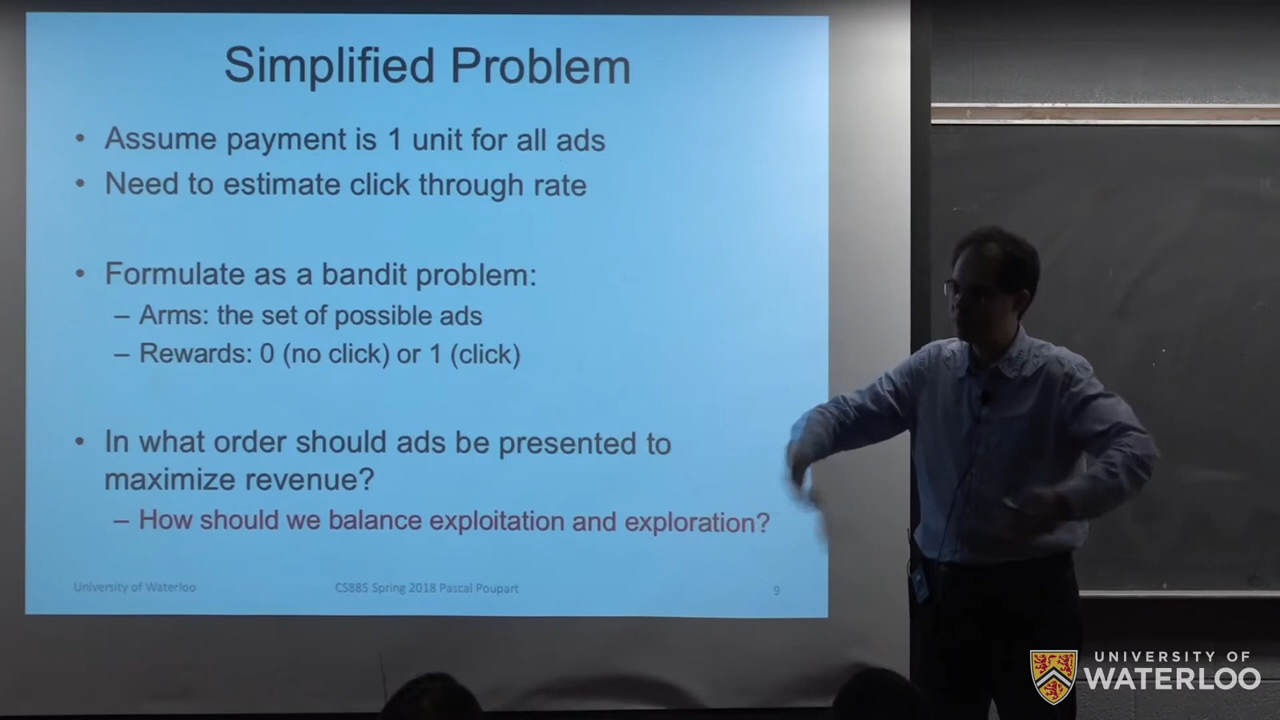 Simplified Problem
• Assume payment is 1 unit for all ads
• Need to estimate click through rate
• Formulate as a bandit problem:
– Arms: the set of possible ads
– Rewards: 0 (no click) or 1 (click)
• In what order should ads be presented to
maximize revenue?
– How should we balance exploitation and exploration?
University of Waterloo CS885 Spring 2018 Pascal Poupart 9
UNIVERSITY OF
WATERLOO